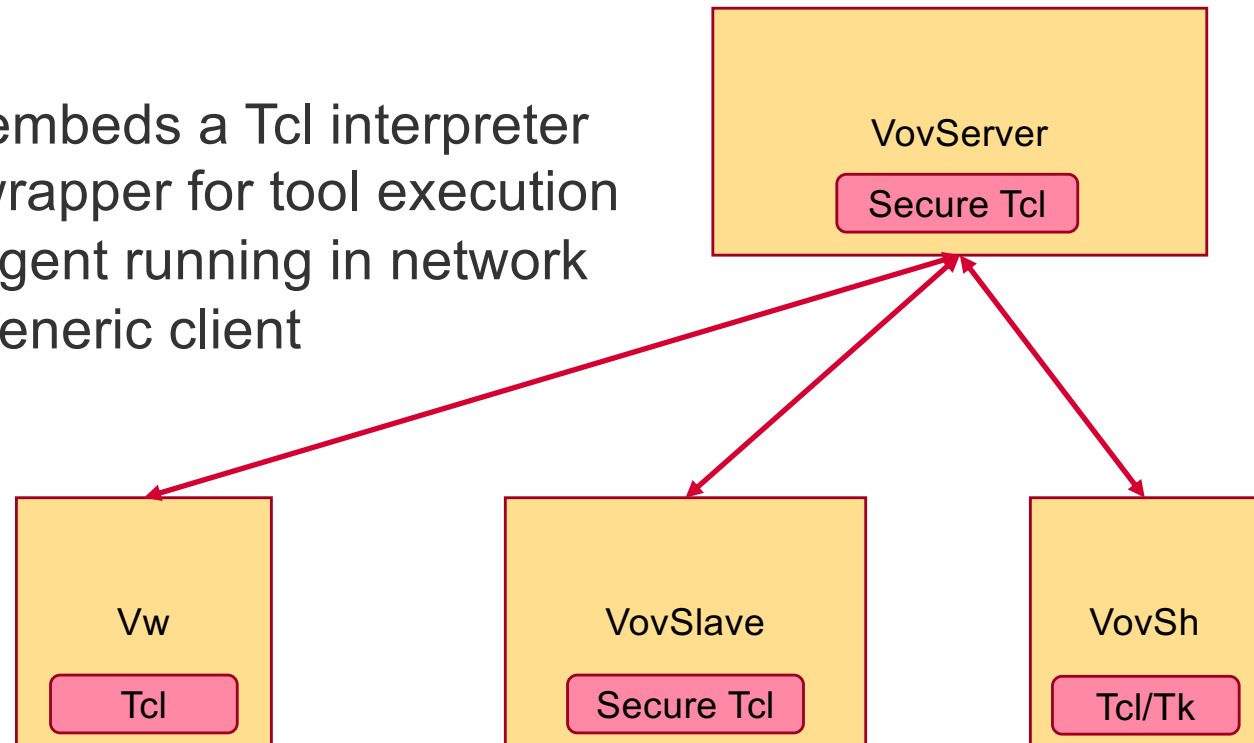 embeds a Tcl interpreter
wrapper for tool execution
gent running in network
eneric client
VovServer
Secure Tcl
Vw
Tcl
VovSlave
Secure Tcl
VovSh
Tcl/Tk